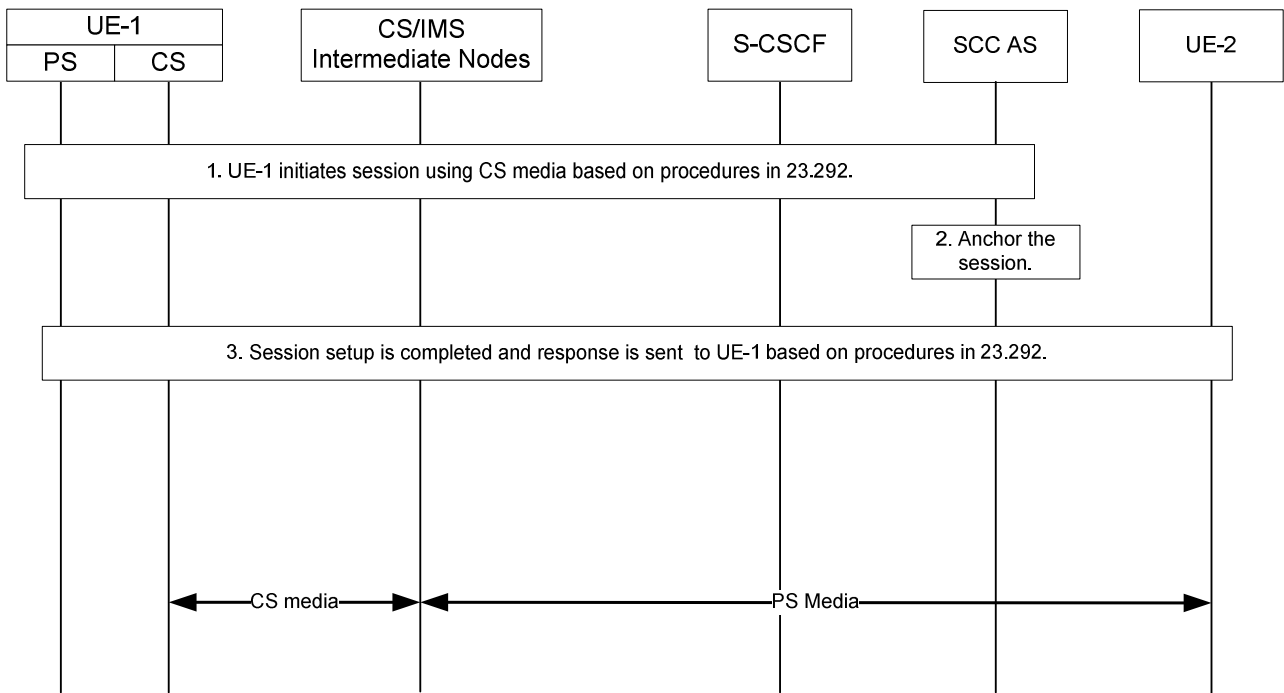 UE-1
PS
CS
CS/IMS
Intermediate Nodes
S-CSCF
SCC AS
UE-2
1. UE-1 initiates session using CS media based on procedures in 23.292.
2. Anchor the
session.
3. Session setup is completed and response is sent to UE-1 based on procedures in 23.292.
CS media
PS Media